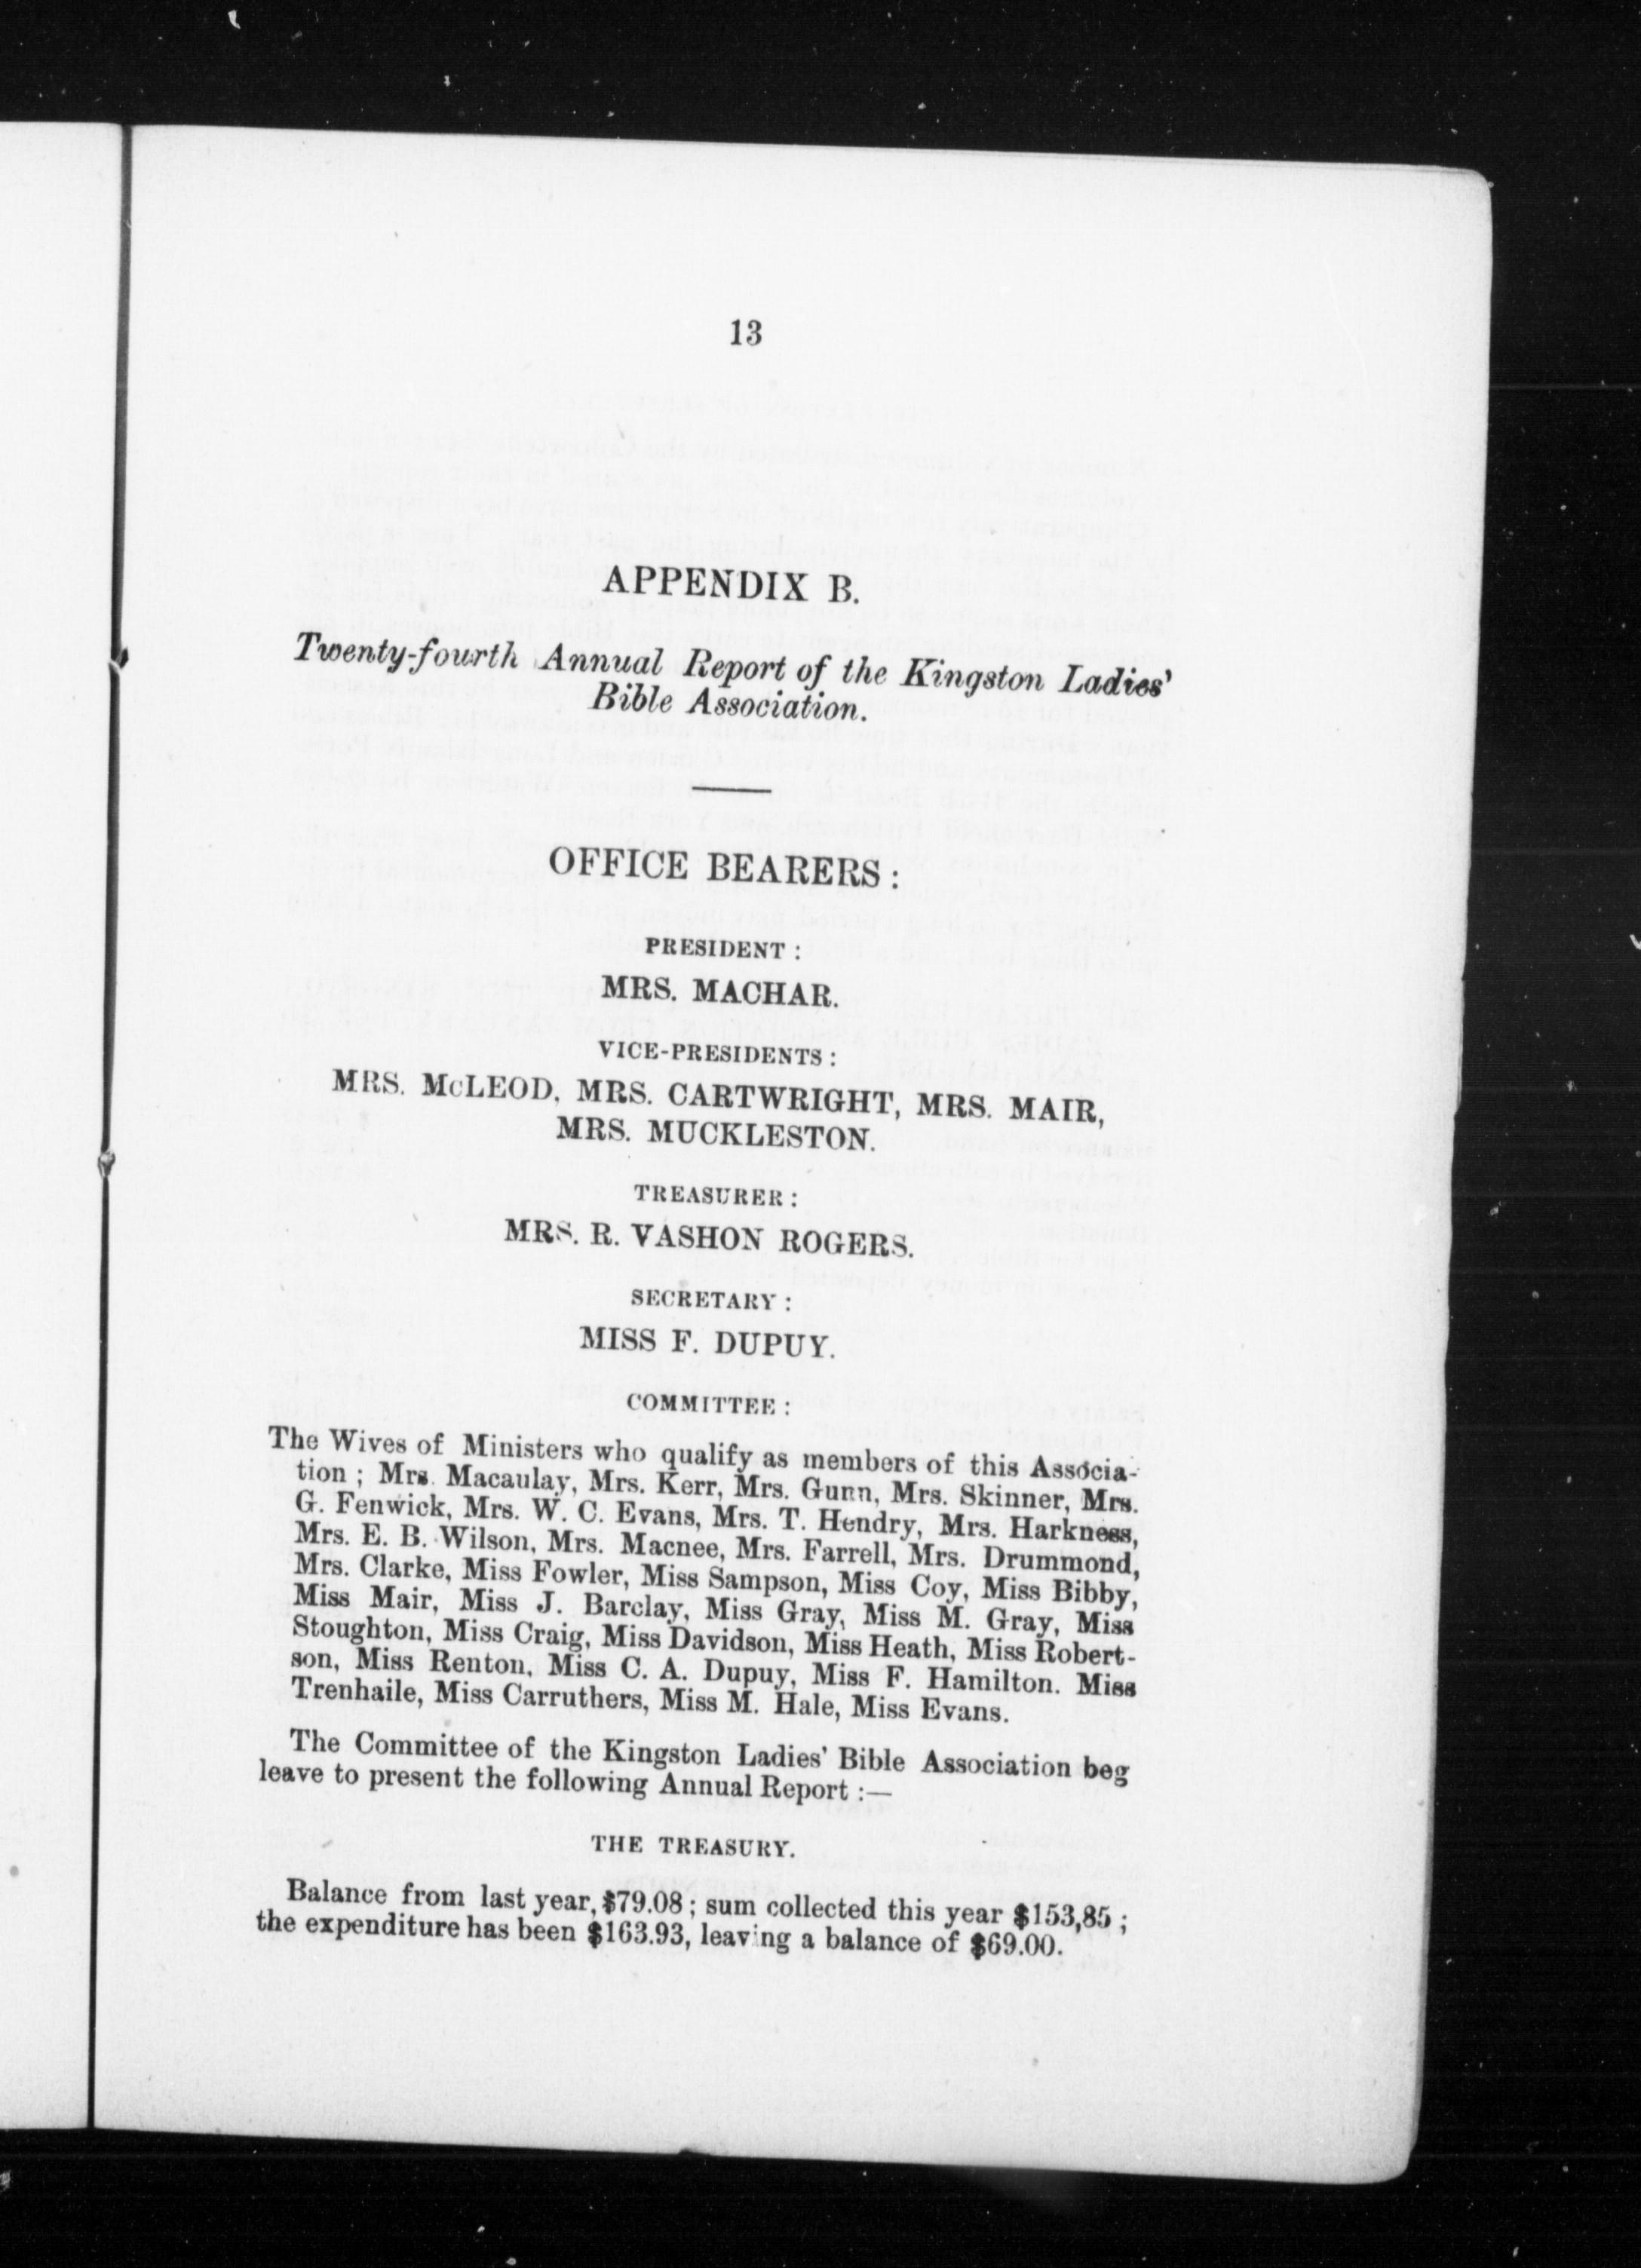 13
APPENDIX B.
Twenty-fourth Annual Report of the Kingston Ladies'
Bible Association.
OFFICE BEARERS:
PRESIDENT:
MRS. MACHAR.
VICE-PRESIDENTS:
MRS. McLEOD, MRS. CARTWRIGHT, MRS. MAIR,
MRS. MUCKLESTON.
TREASURER:
MRS. R. VASHON ROGERS.
SECRETARY:
MISS F. DUPUY.
COMMITTEE:
The Wives of Ministers who qualify as members of this Associa-
tion; Mrs. Macaulay, Mrs. Kerr, Mrs. Gunn, Mrs. Skinner, Mrs.
G. Fenwick, Mrs. W. C. Evans, Mrs. T. Hendry, Mrs. Harkness,
Mrs. E. B. Wilson, Mrs. Macnee, Mrs. Farrell, Mrs. Drummond,
Mrs. Clarke, Miss Fowler, Miss Sampson, Miss Coy, Miss Bibby,
Miss Mair, Miss J. Barclay, Miss Gray, Miss M. Gray, Miss
Stoughton, Miss Craig, Miss Davidson, Miss Heath, Miss Robert-
son, Miss Renton, Miss C. A. Dupuy, Miss F. Hamilton. Miss
Trenhaile, Miss Carruthers, Miss M. Hale, Miss Evans.
The Committee of the Kingston Ladies' Bible Association beg
leave to present the following Annual Report:—
THE TREASURY.
Balance from last year, $79.08; sum collected this year $153,85;
the expenditure has been $163.93, leaving a balance of $69.00.